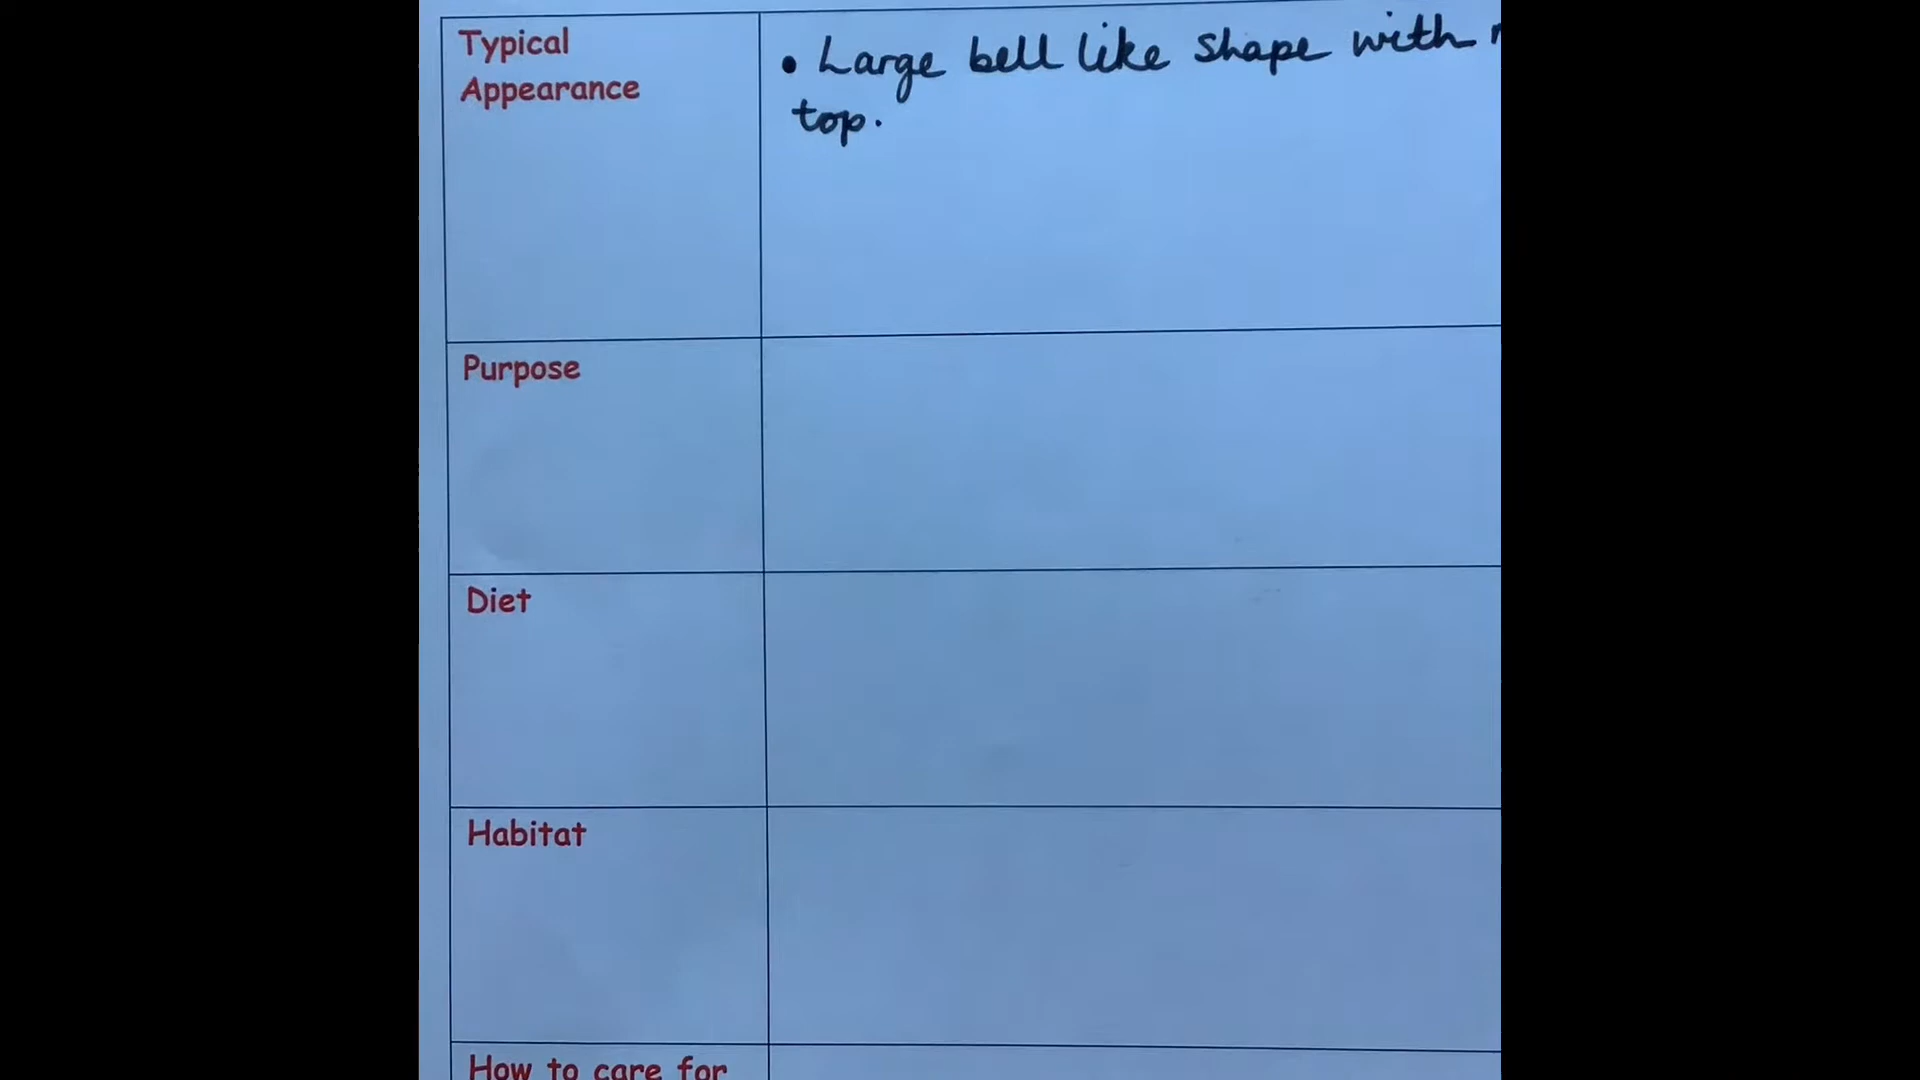 Typical
Appearance
• Large bell like shape with
top.
Purpose
Diet
Habitat
How to care for